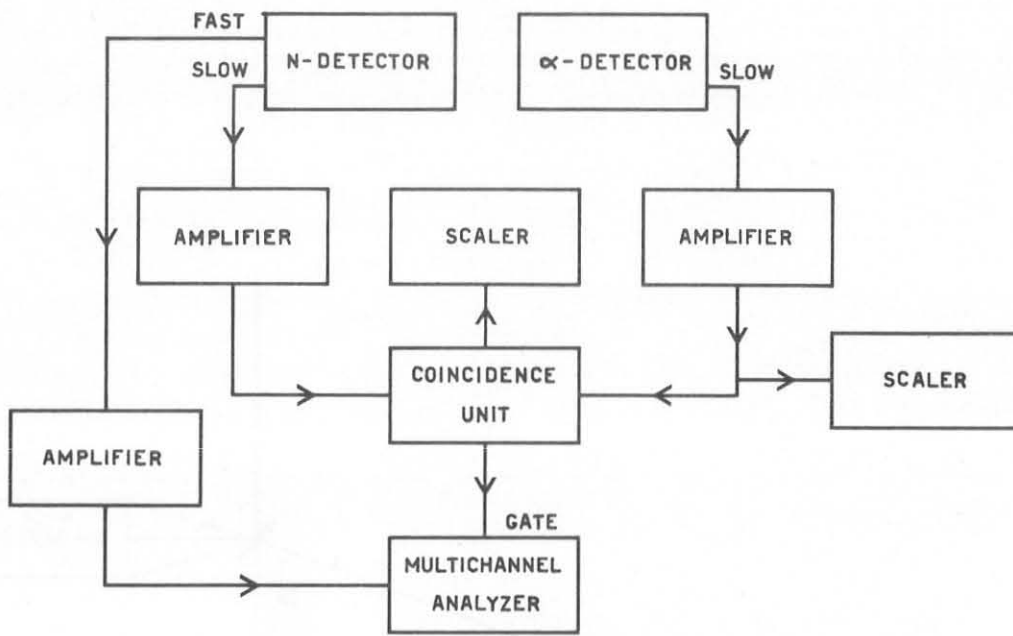 FAST
N-DETECTOR
SLOW
∝-DETECTOR
SLOW
AMPLIFIER
SCALER
AMPLIFIER
COINCIDENCE
UNIT
SCALER
AMPLIFIER
GATE
MULTICHANNEL
ANALYZER